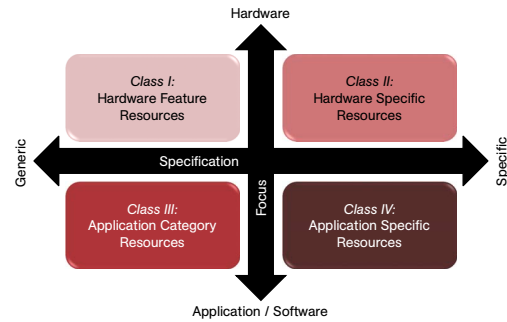 Hardware
Class I:
Hardware Feature
Resources
Class II:
Hardware Specific
Resources
Generic
Specification
Specific
Focus
Class III:
Application Category
Resources
Class IV:
Application Specific
Resources
Application / Software